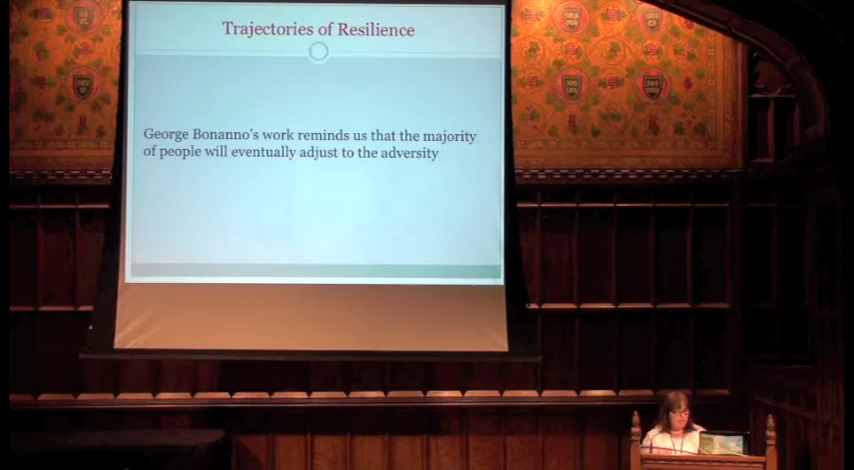 Trajectories of Resilience
George Bonanno's work reminds us that the majority
of people will eventually adjust to the adversity